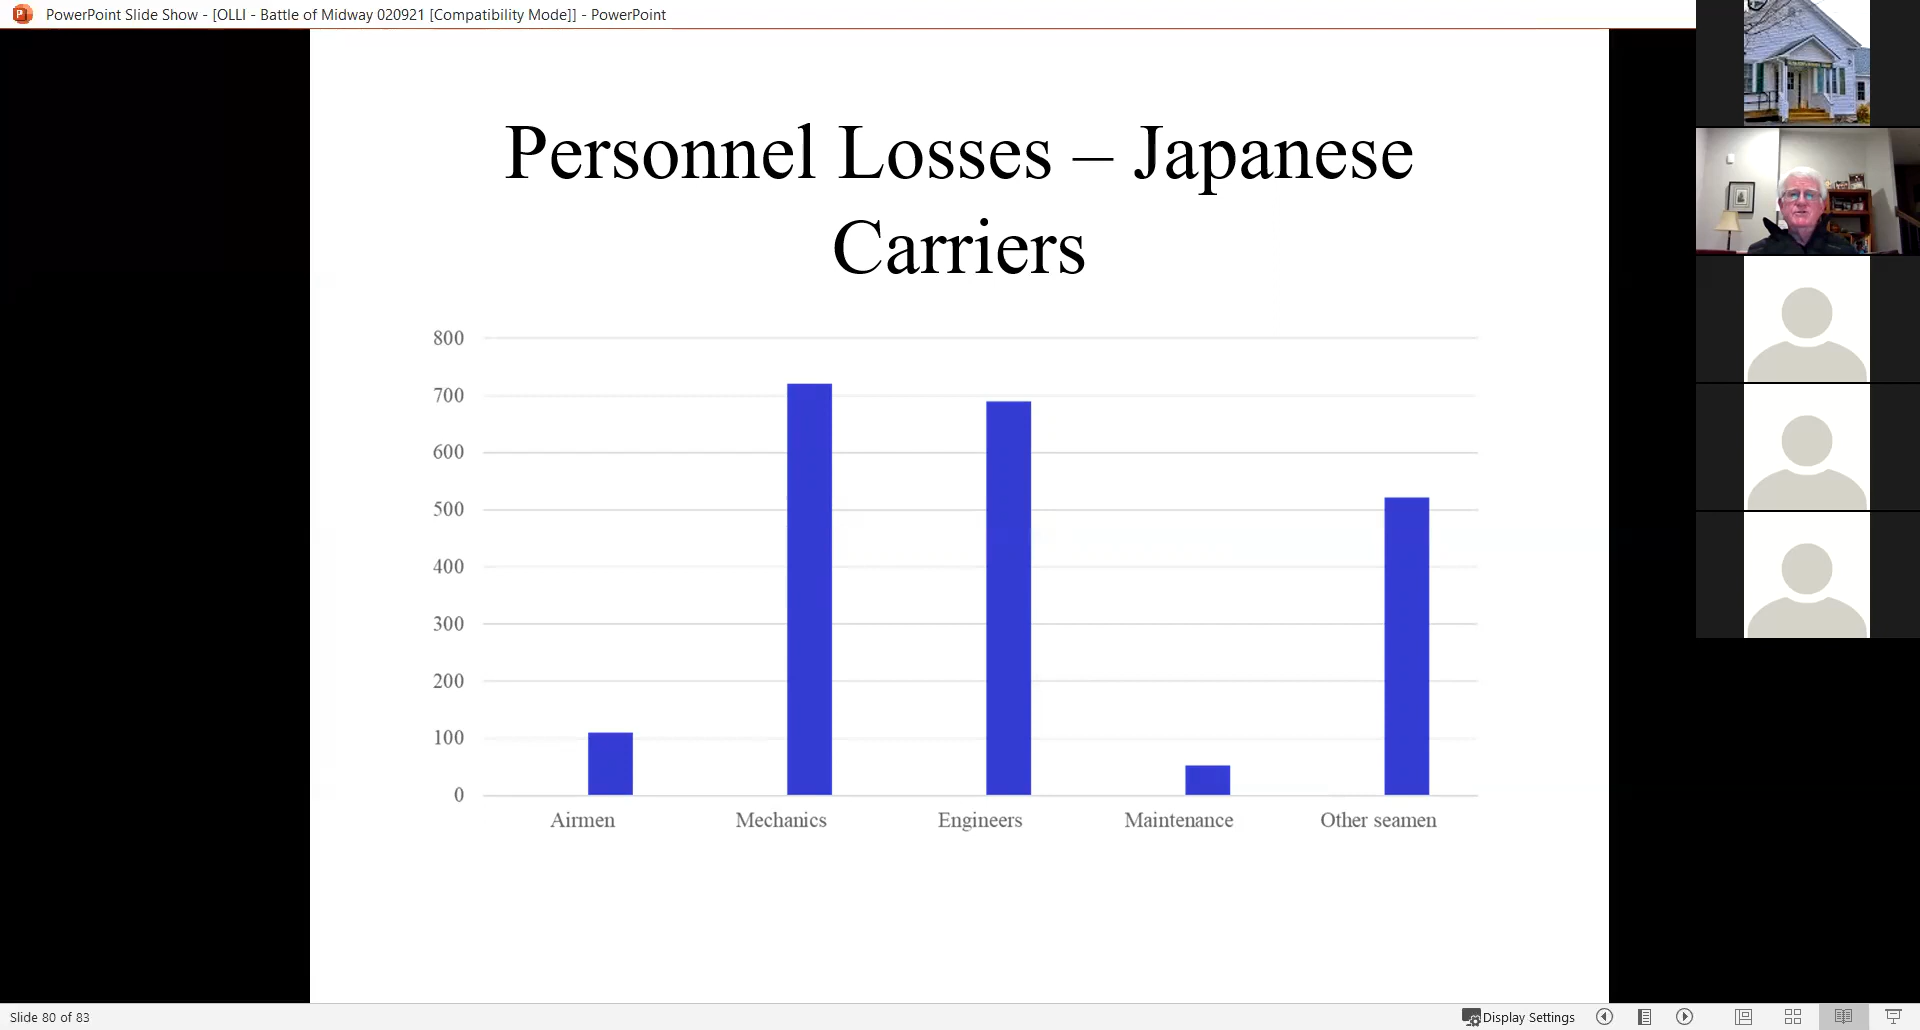 PowerPoint Slide Show - [OLLI - Battle of Midway 020921 [Compatibility Mode]] - PowerPoint
Personnel Losses – Japanese
Carriers
800
700
600
500
400
300
200
100
0
Airmen Mechanics Engineers Maintenance Other seamen
Slide 80 of 83
Display Settings